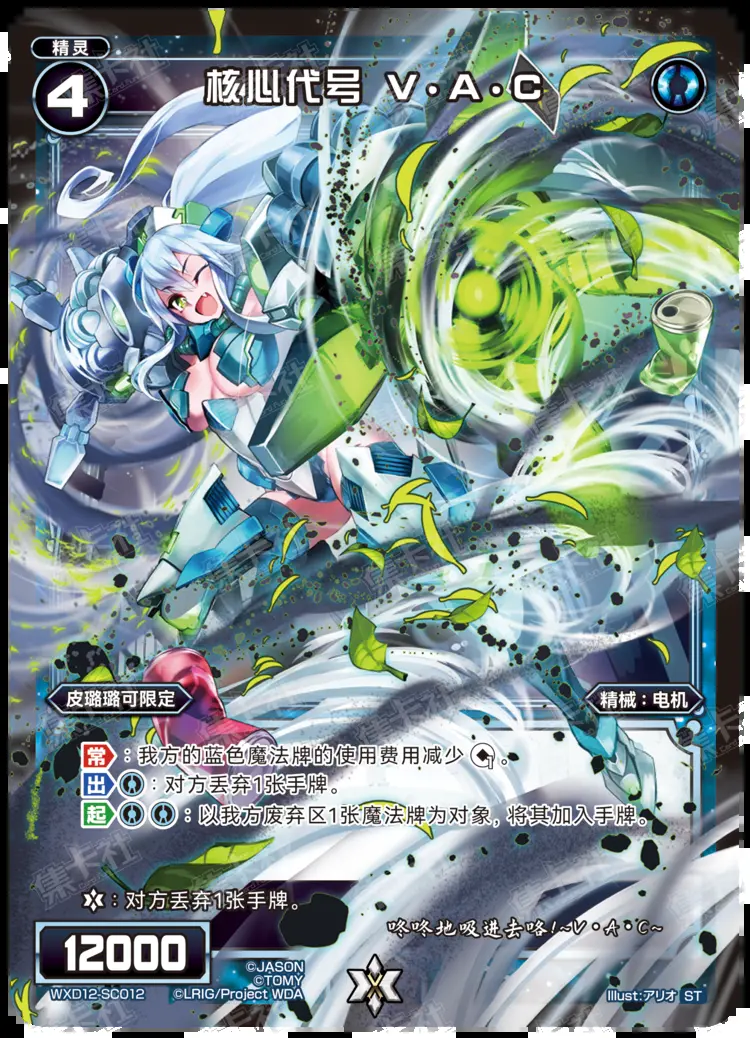 精灵
4
核心代号 V·A·C
皮璐璐可限定
精械：电机
常：我方的蓝色魔法牌的使用费用减少。
出：对方丢弃1张手牌。
起：以我方废弃区1张魔法牌为对象，将其加入手牌。
：对方丢弃1张手牌。
咚咚地吸进去咯！~V·A·C~
12000
©JASON
©TOMY
WXD12-SC012 ©LRIG/Project WDA
Illust:アリオ ST
集卡社